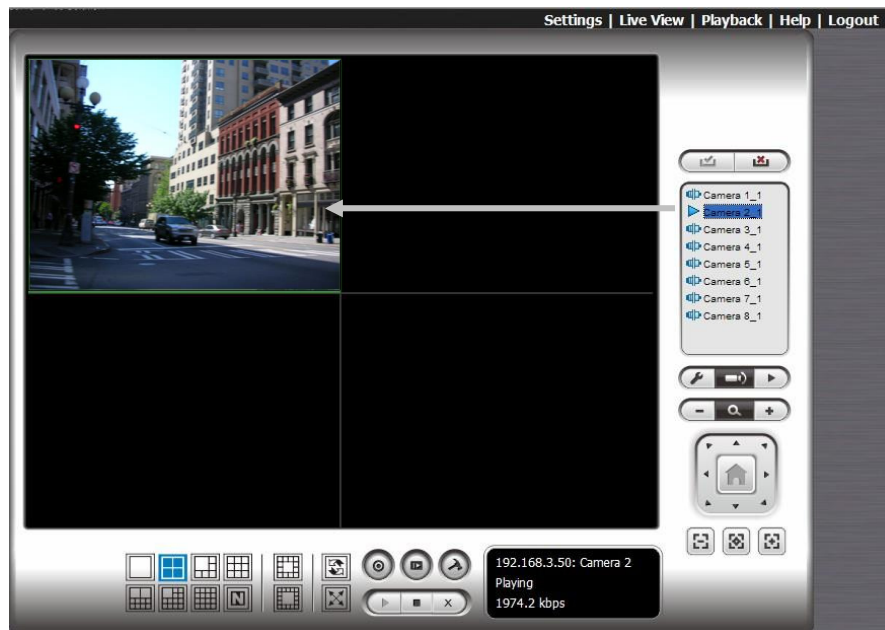 Settings | Live View | Playback | Help | Logout
Camera 1_1
Camera 2_1
Camera 3_1
Camera 4_1
Camera 5_1
Camera 6_1
Camera 7_1
Camera 8_1
192.168.3.50: Camera 2
Playing
1974.2 kbps
N